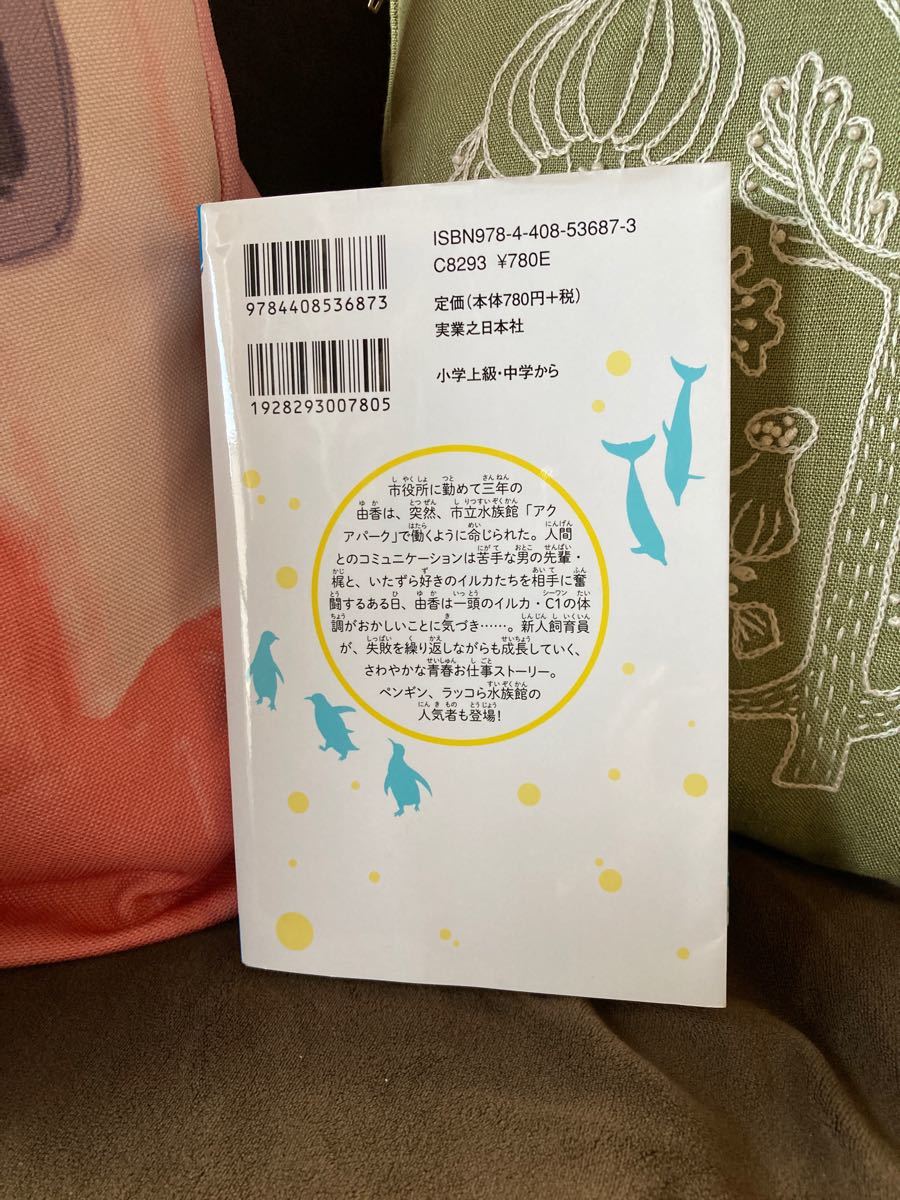 ISBN978-4-408-53687-3
C8293 ¥780E
9784408536873
定価(本体780円+税)
実業之日本社
1928293007805
小学上級・中学から
市役所に勤めて三年の
由香は、突然、市立水族館「アク
アパーク」で働くように命じられた。人間
とのコミュニケーションは苦手な男の先輩・
梶と、いたずら好きのイルカたちを相手に奮
闘するある日、由香は一頭のイルカ・C1の体
調がおかしいことに気づき……。新人飼育員
が、失敗を繰り返しながらも成長していく、
さわやかな青春お仕事ストーリー。
ペンギン、ラッコら水族館の
人気者も登場!